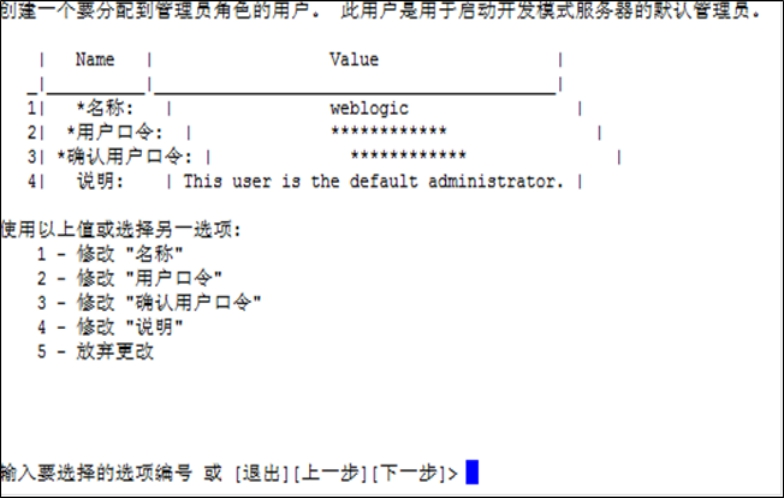 创建一个要分配到管理员角色的用户。 此用户是用于启动开发模式服务器的默认管理员。
| Name | Value |
_|__________|___________________________________________|
1| *名称: | weblogic |
2| *用户口令: | ************ |
3| *确认用户口令: | ************ |
4| 说明: | This user is the default administrator. |
使用以上值或选择另一选项:
1 - 修改 "名称"
2 - 修改 "用户口令"
3 - 修改 "确认用户口令"
4 - 修改 "说明"
5 - 放弃更改
输入要选择的选项编号 或 [退出][上一步][下一步]>